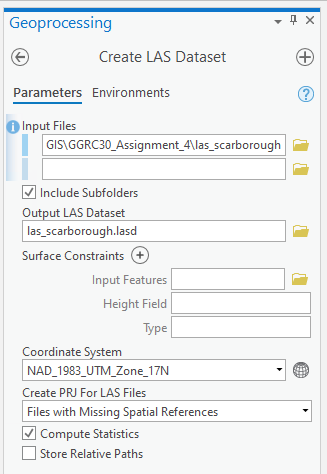 Geoprocessing
Create LAS Dataset
Parameters Environments
Input Files
GIS\GGRC30_Assignment_4\las_scarborough
Include Subfolders
Output LAS Dataset
las_scarborough.lasd
Surface Constraints
Input Features
Height Field
Type
Coordinate System
NAD_1983_UTM_Zone_17N
Create PRJ For LAS Files
Files with Missing Spatial References
Compute Statistics
Store Relative Paths